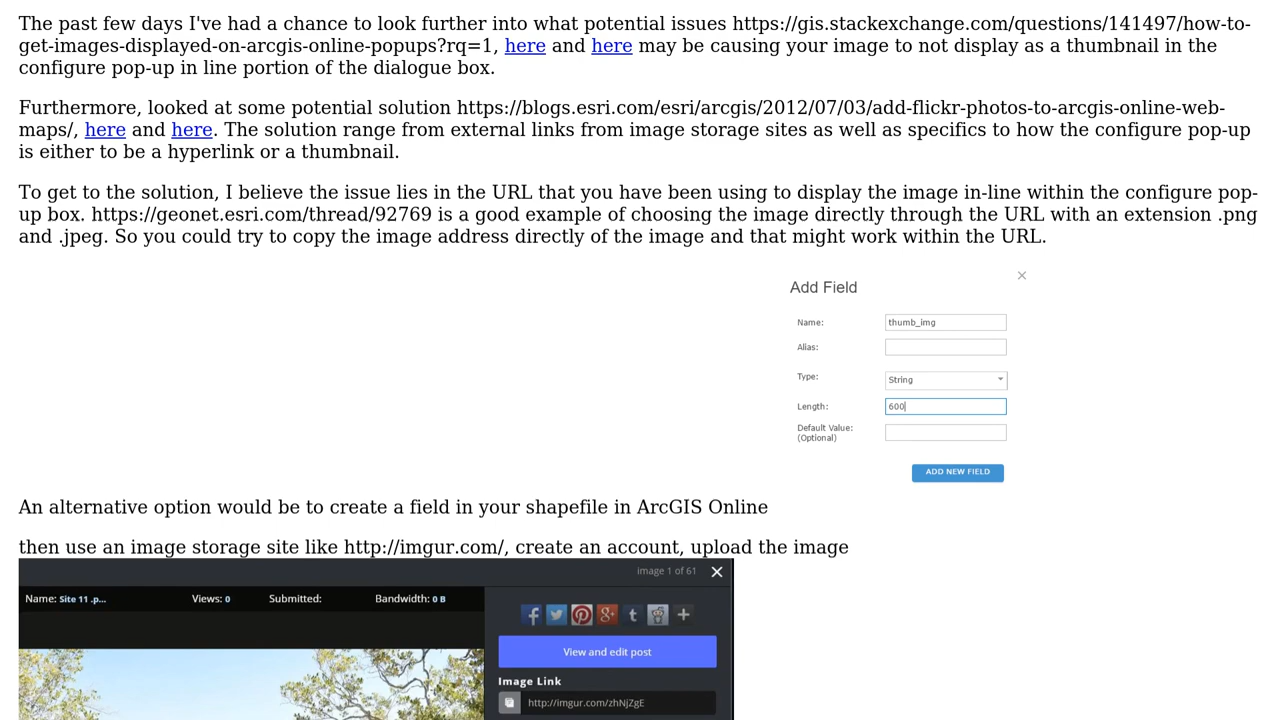 The past few days I've had a chance to look further into what potential issues https://gis.stackexchange.com/questions/141497/how-to-
get-images-displayed-on-arcgis-online-popups?rq=1, here and here may be causing your image to not display as a thumbnail in the
configure pop-up in line portion of the dialogue box.
Furthermore, looked at some potential solution https://blogs.esri.com/esri/arcgis/2012/07/03/add-flickr-photos-to-arcgis-online-web-
maps/, here and here. The solution range from external links from image storage sites as well as specifics to how the configure pop-up
is either to be a hyperlink or a thumbnail.
To get to the solution, I believe the issue lies in the URL that you have been using to display the image in-line within the configure pop-
up box. https://geonet.esri.com/thread/92769 is a good example of choosing the image directly through the URL with an extension .png
and .jpeg. So you could try to copy the image address directly of the image and that might work within the URL.
Add Field
Name: thumb_img
Alias:
Type: String
Length: 600
Default Value:
(Optional)
ADD NEW FIELD
An alternative option would be to create a field in your shapefile in ArcGIS Online
then use an image storage site like http://imgur.com/, create an account, upload the image
image 1 of 61
Name: Site 11 .p... Views: 0 Submitted: Bandwidth: 0 B
View and edit post
Image Link
http://imgur.com/zhNjZgE